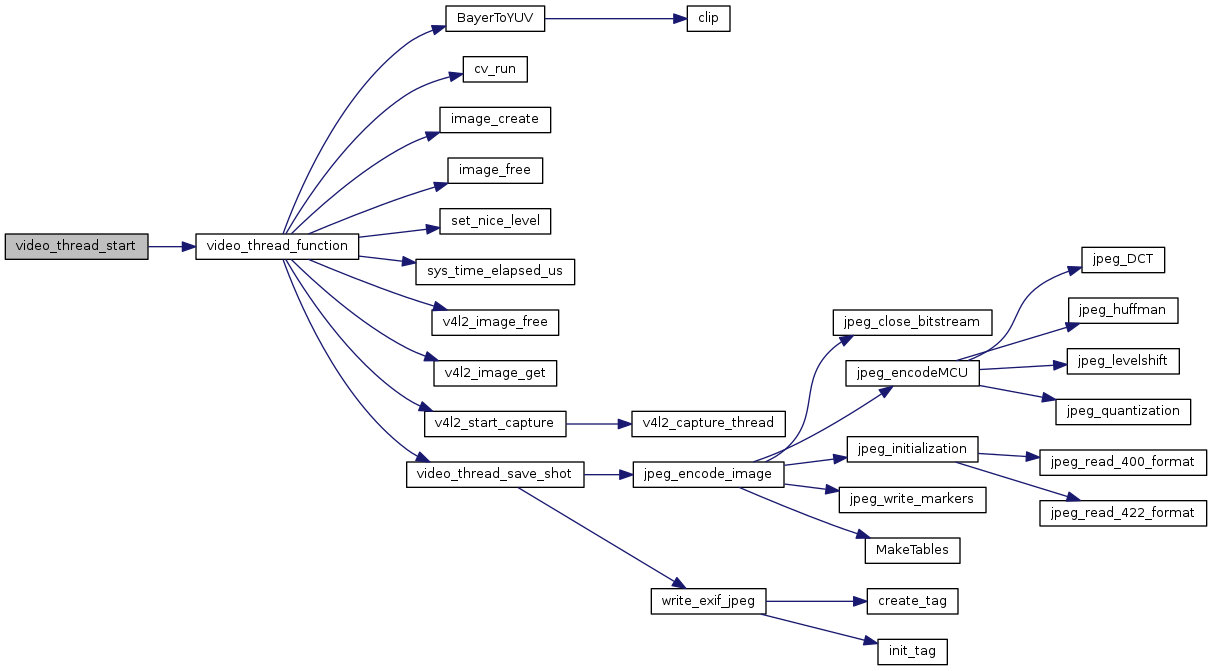 BayerToYUV
clip
cv_run
image_create
image_free
set_nice_level
video_thread_start
video_thread_function
sys_time_elapsed_us
v4l2_image_free
v4l2_image_get
v4l2_start_capture
v4l2_capture_thread
video_thread_save_shot
jpeg_encode_image
jpeg_close_bitstream
jpeg_encodeMCU
jpeg_DCT
jpeg_huffman
jpeg_levelshift
jpeg_quantization
jpeg_initialization
jpeg_read_400_format
jpeg_read_422_format
jpeg_write_markers
MakeTables
write_exif_jpeg
create_tag
init_tag